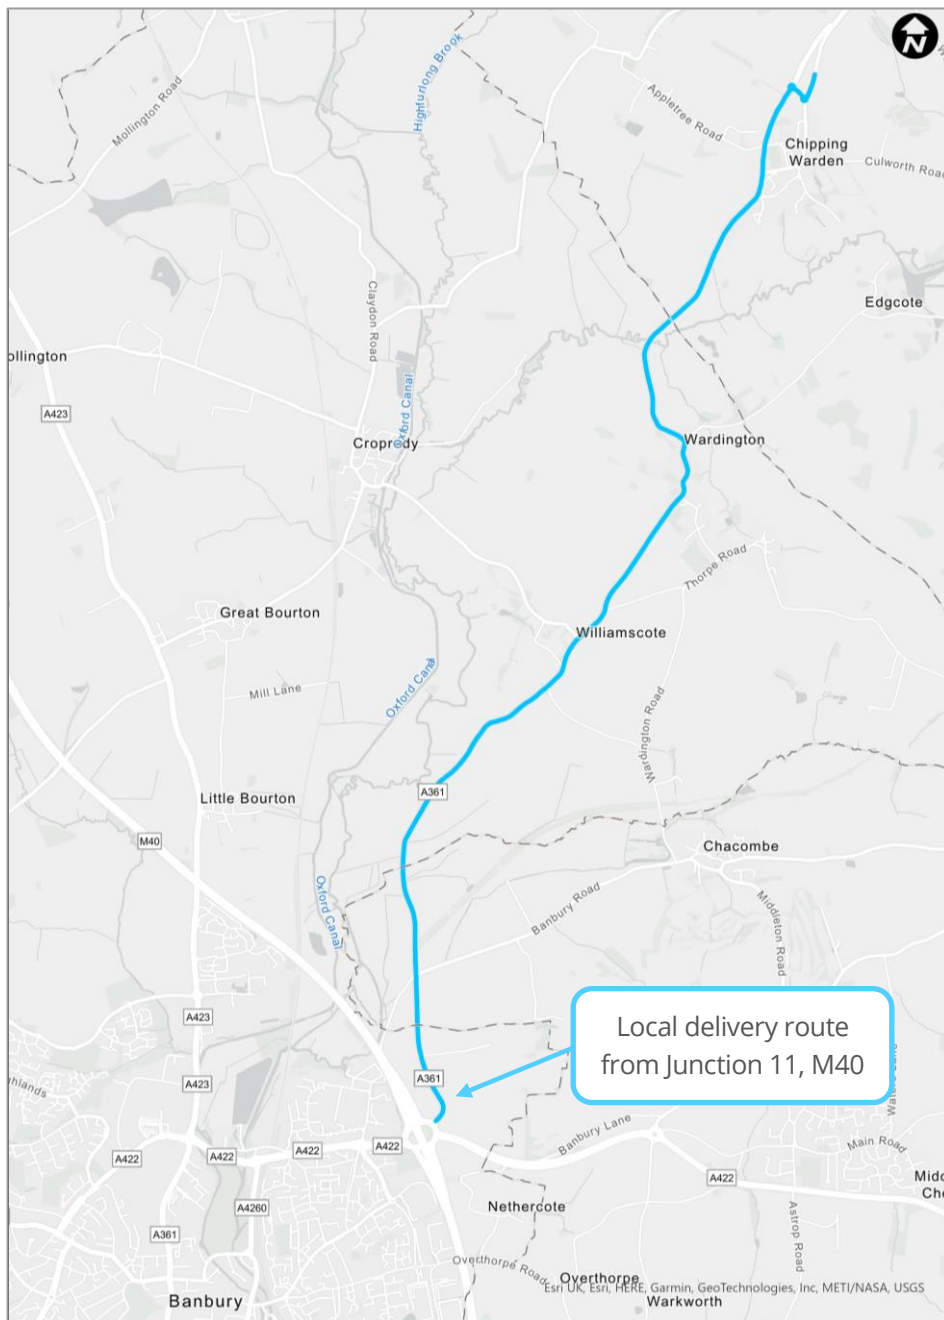 N
Highfurlong Brook
Mollington Road
Appletree Road
Chipping
Warden
Culworth Road
Edgcote
Claydon Road
ollington
A423
Oxford Canal
Cropredy
Wardington
Thorpe Road
Great Bourton
Williamscote
Mill Lane
Oxford Canal
Wardington Road
Little Bourton
A361
M40
Chacombe
Oxford Canal
Banbury Road
Middleton Road
A423
Local delivery route
from Junction 11, M40
A361
A423
hlands
Banbury Lane
Main Road
A422
A422
A422
A422
A422
Midd
Che
A4260
Nethercote
Astrop Road
A361
Overthorpe Road
Overthorpe
Esri UK, Esri, HERE, Garmin, GeoTechnologies, Inc, METI/NASA, USGS
Banbury
Warkworth